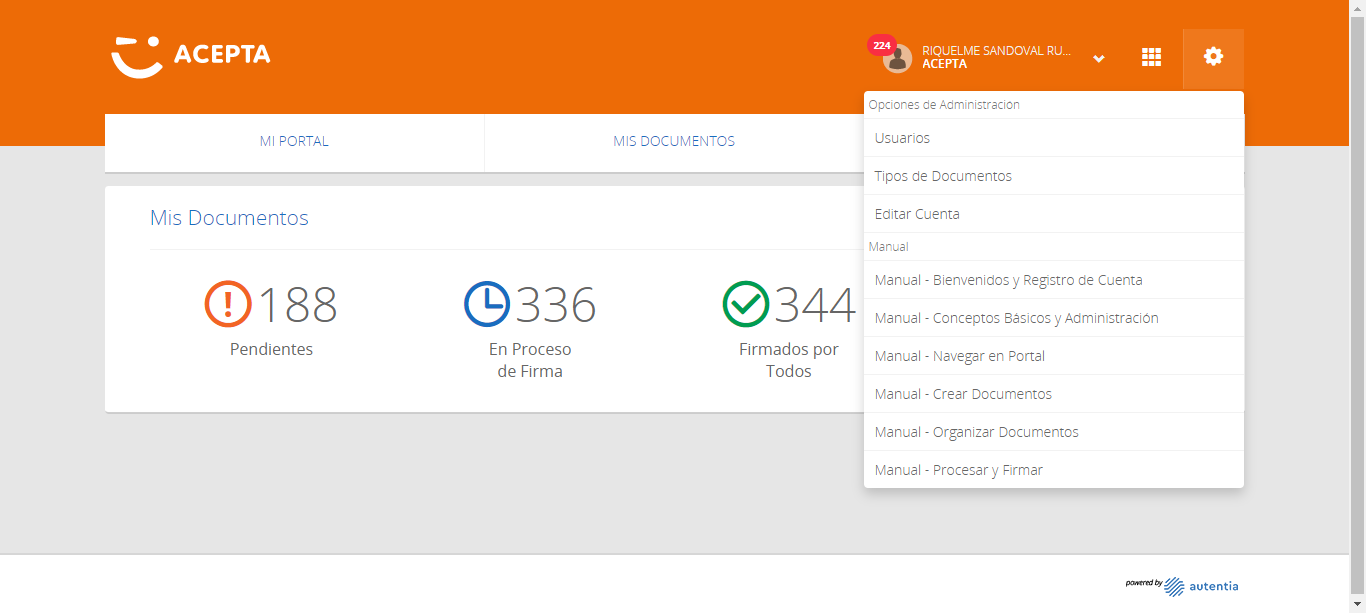 ACEPTA
224
RIQUELME SANDOVAL RU...
ACEPTA
MI PORTAL
MIS DOCUMENTOS
Mis Documentos
188
Pendientes
336
En Proceso
de Firma
344
Firmados por
Todos
Opciones de Administración
Usuarios
Tipos de Documentos
Editar Cuenta
Manual
Manual - Bienvenidos y Registro de Cuenta
Manual - Conceptos Básicos y Administración
Manual - Navegar en Portal
Manual - Crear Documentos
Manual - Organizar Documentos
Manual - Procesar y Firmar
powered by autentia